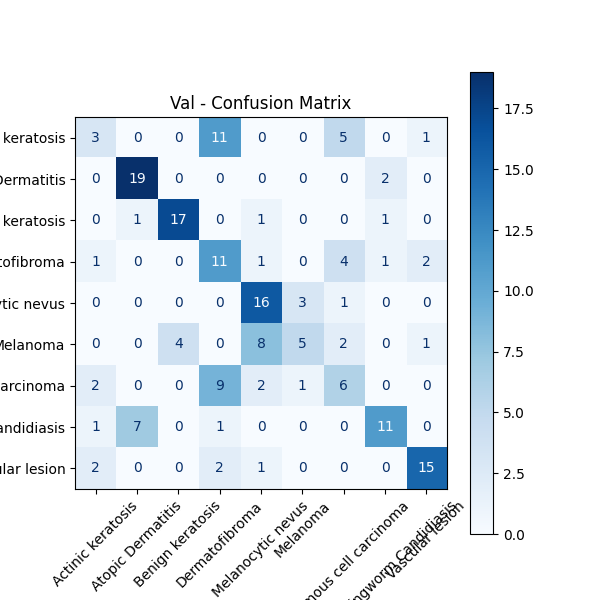 Val - Confusion Matrix
keratosis 3 0 0 11 0 0 5 0 1
Dermatitis 0 19 0 0 0 0 0 2 0
keratosis 0 1 17 0 1 0 0 1 0
tofibroma 1 0 0 11 1 0 4 1 2
tic nevus 0 0 0 0 16 3 1 0 0
Melanoma 0 0 4 0 8 5 2 0 1
arcinoma 2 0 0 9 2 1 6 0 0
andidiasis 1 7 0 1 0 0 0 11 0
ular lesion 2 0 0 2 1 0 0 0 15
Actinic keratosis
Atopic Dermatitis
Benign keratosis
Dermatofibroma
Melanocytic nevus
Melanoma
mous cell carcinoma
ngworm Candidiasis
Vascular lesion
17.5
15.0
12.5
10.0
7.5
5.0
2.5
0.0